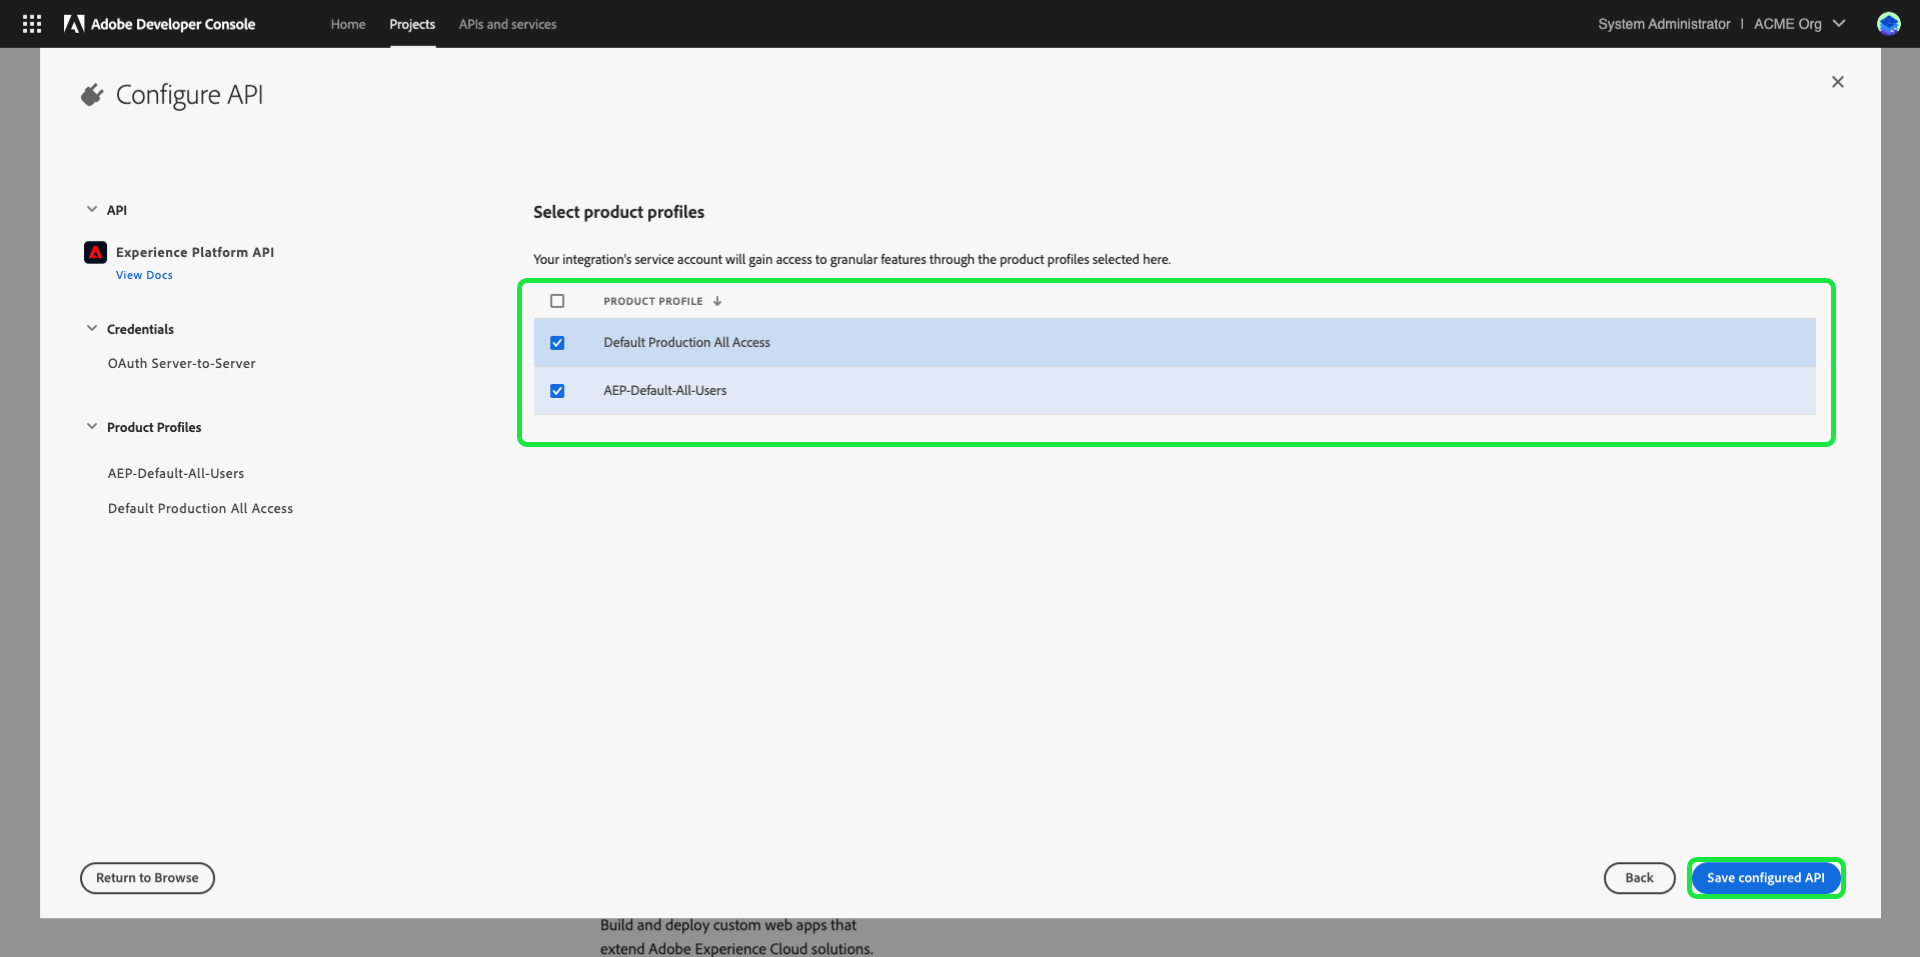 Adobe Developer Console
Home
Projects
APIs and services
System Administrator | ACME Org
Configure API
API
Experience Platform API
View Docs
Credentials
OAuth Server-to-Server
Product Profiles
AEP-Default-All-Users
Default Production All Access
Select product profiles
Your integration's service account will gain access to granular features through the product profiles selected here.
PRODUCT PROFILE
Default Production All Access
AEP-Default-All-Users
Return to Browse
Back
Save configured API
Build and deploy custom web apps that
extend Adobe Experience Cloud solutions.